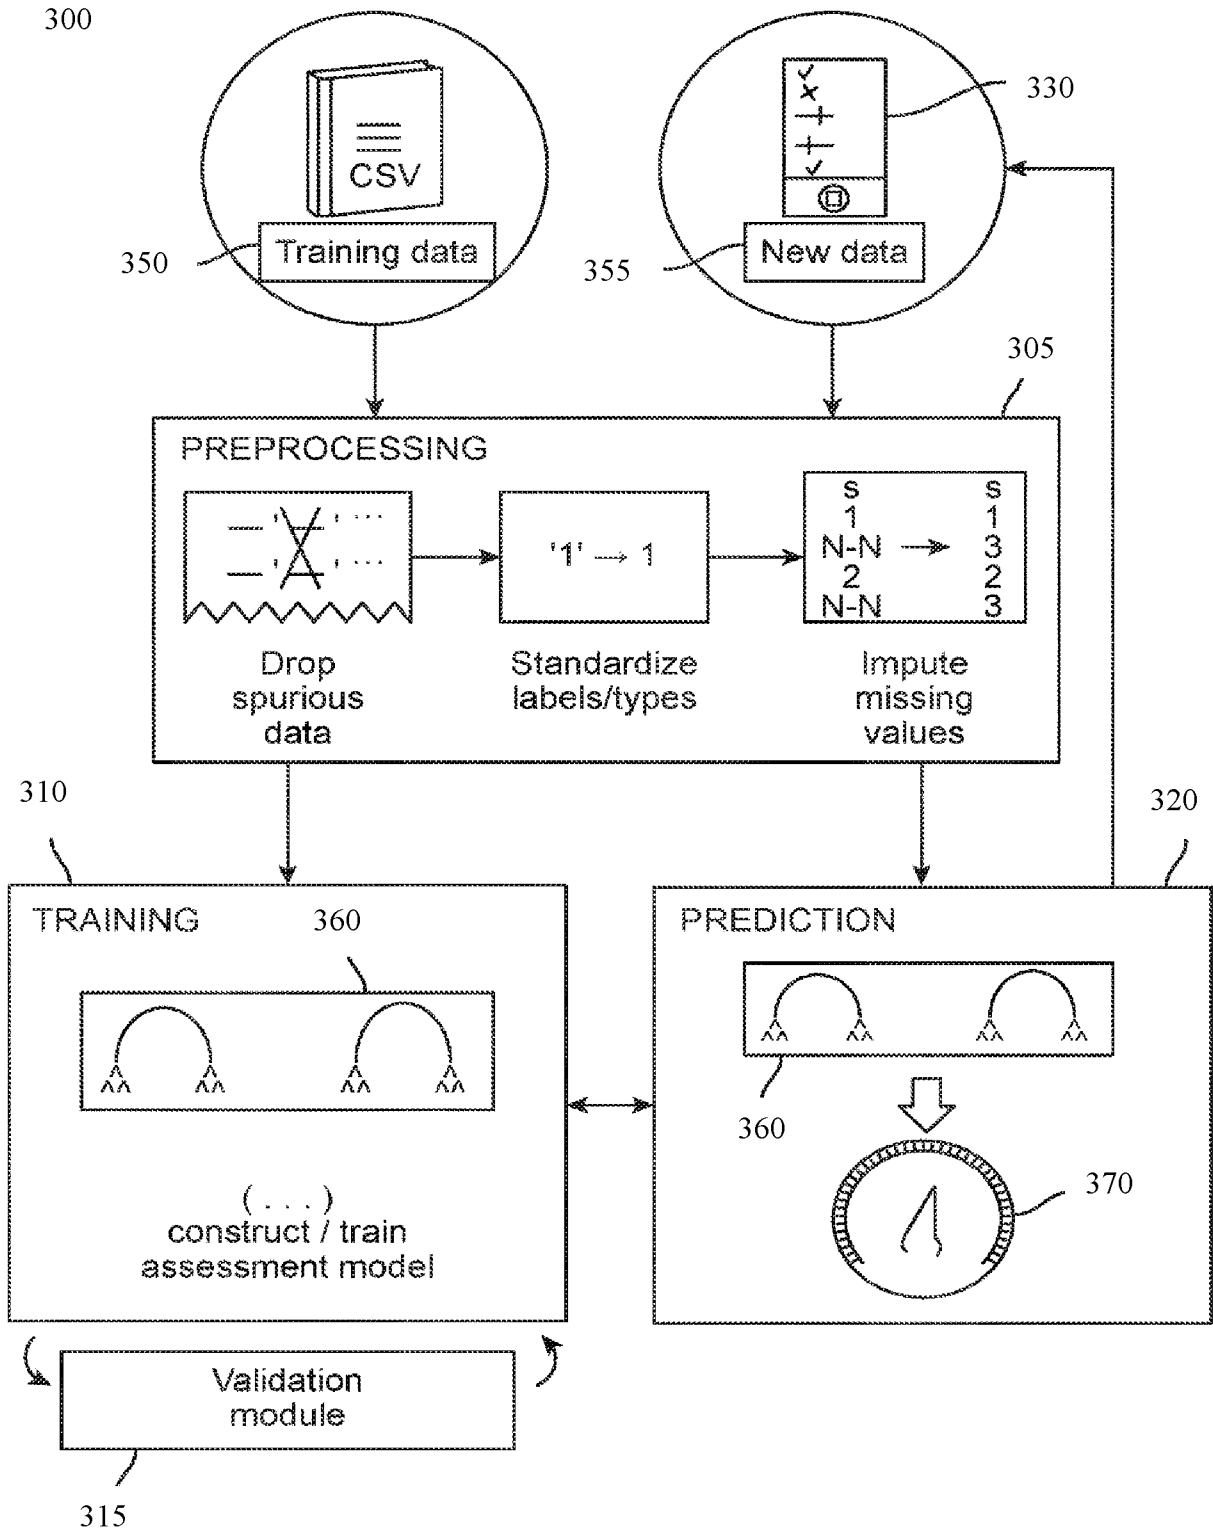 300
CSV
330
350
Training data
355
New data
305
PREPROCESSING
'1' → 1
s s
1 1
N-N → 3
2 2
N-N 3
Drop
spurious
data
Standardize
labels/types
Impute
missing
values
310
320
TRAINING
360
PREDICTION
360
370
(...)
construct / train
assessment model
Validation
module
315